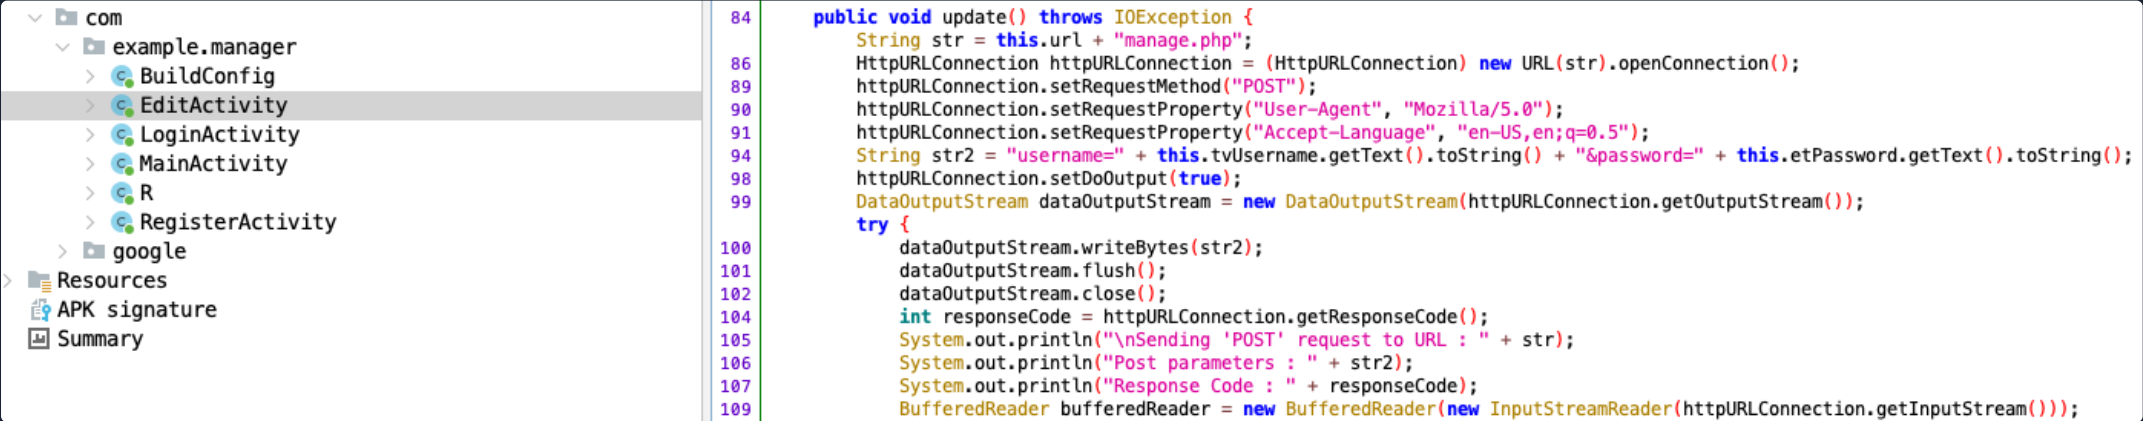 com
example.manager
BuildConfig
EditActivity
LoginActivity
MainActivity
R
RegisterActivity
google
Resources
APK signature
Summary
84 public void update() throws IOException {
String str = this.url + "manage.php";
86 HttpURLConnection httpURLConnection = (HttpURLConnection) new URL(str).openConnection();
89 httpURLConnection.setRequestMethod("POST");
90 httpURLConnection.setRequestProperty("User-Agent", "Mozilla/5.0");
91 httpURLConnection.setRequestProperty("Accept-Language", "en-US,en;q=0.5");
94 String str2 = "username=" + this.tvUsername.getText().toString() + "&password=" + this.etPassword.getText().toString();
98 httpURLConnection.setDoOutput(true);
99 DataOutputStream dataOutputStream = new DataOutputStream(httpURLConnection.getOutputStream());
try {
100 dataOutputStream.writeBytes(str2);
101 dataOutputStream.flush();
102 dataOutputStream.close();
104 int responseCode = httpURLConnection.getResponseCode();
105 System.out.println("\nSending 'POST' request to URL : " + str);
106 System.out.println("Post parameters : " + str2);
107 System.out.println("Response Code : " + responseCode);
109 BufferedReader bufferedReader = new BufferedReader(new InputStreamReader(httpURLConnection.getInputStream()));